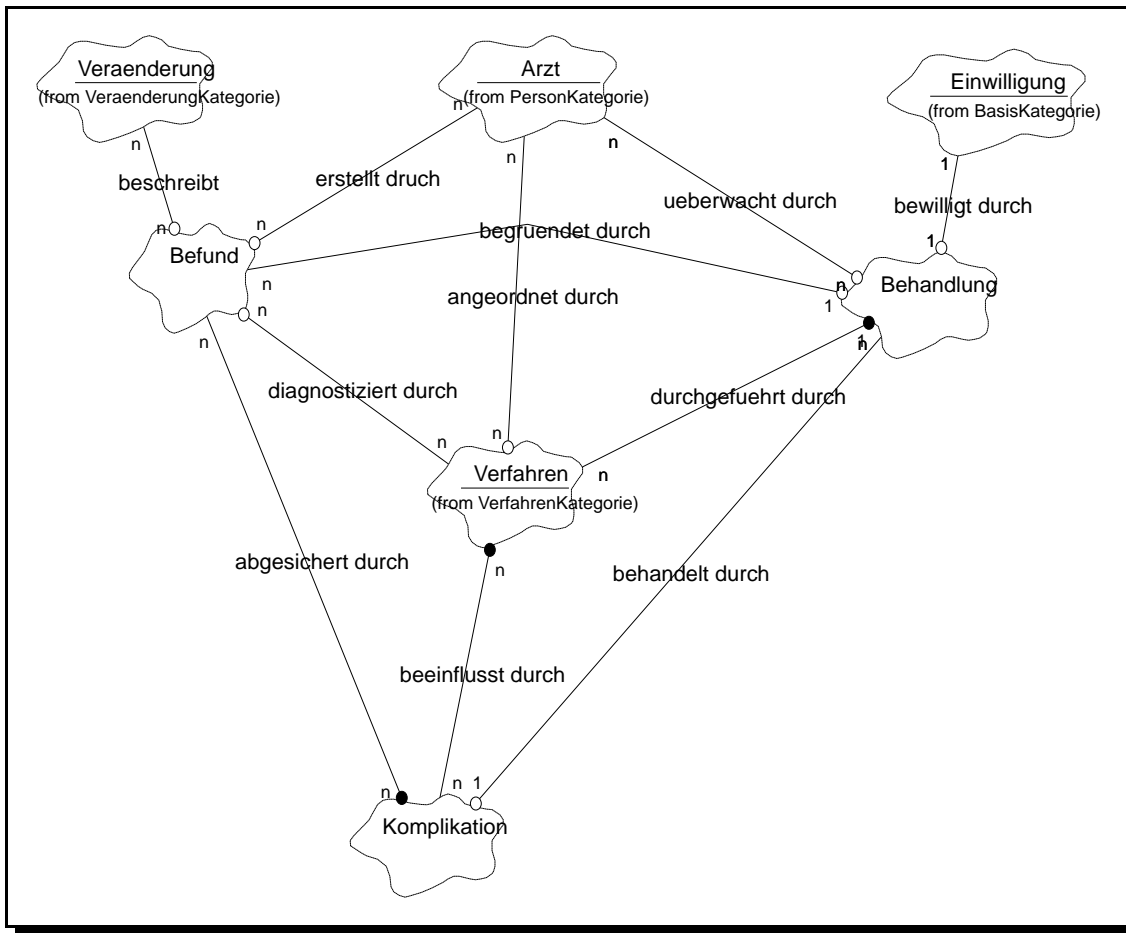 Veraenderung
(from VeraenderungKategorie)
Arzt
(from PersonKategorie)
Einwilligung
(from BasisKategorie)
n
n
n
n
1
beschreibt
erstellt druch
ueberwacht durch
bewilligt durch
n
n
begruendet durch
1
Befund
n
Behandlung
n
1
angeordnet durch
n
n
1
n
diagnostiziert durch
durchgefuehrt durch
n
n
Verfahren
n
(from VerfahrenKategorie)
abgesichert durch
n
behandelt durch
beeinflusst durch
n
n
1
Komplikation